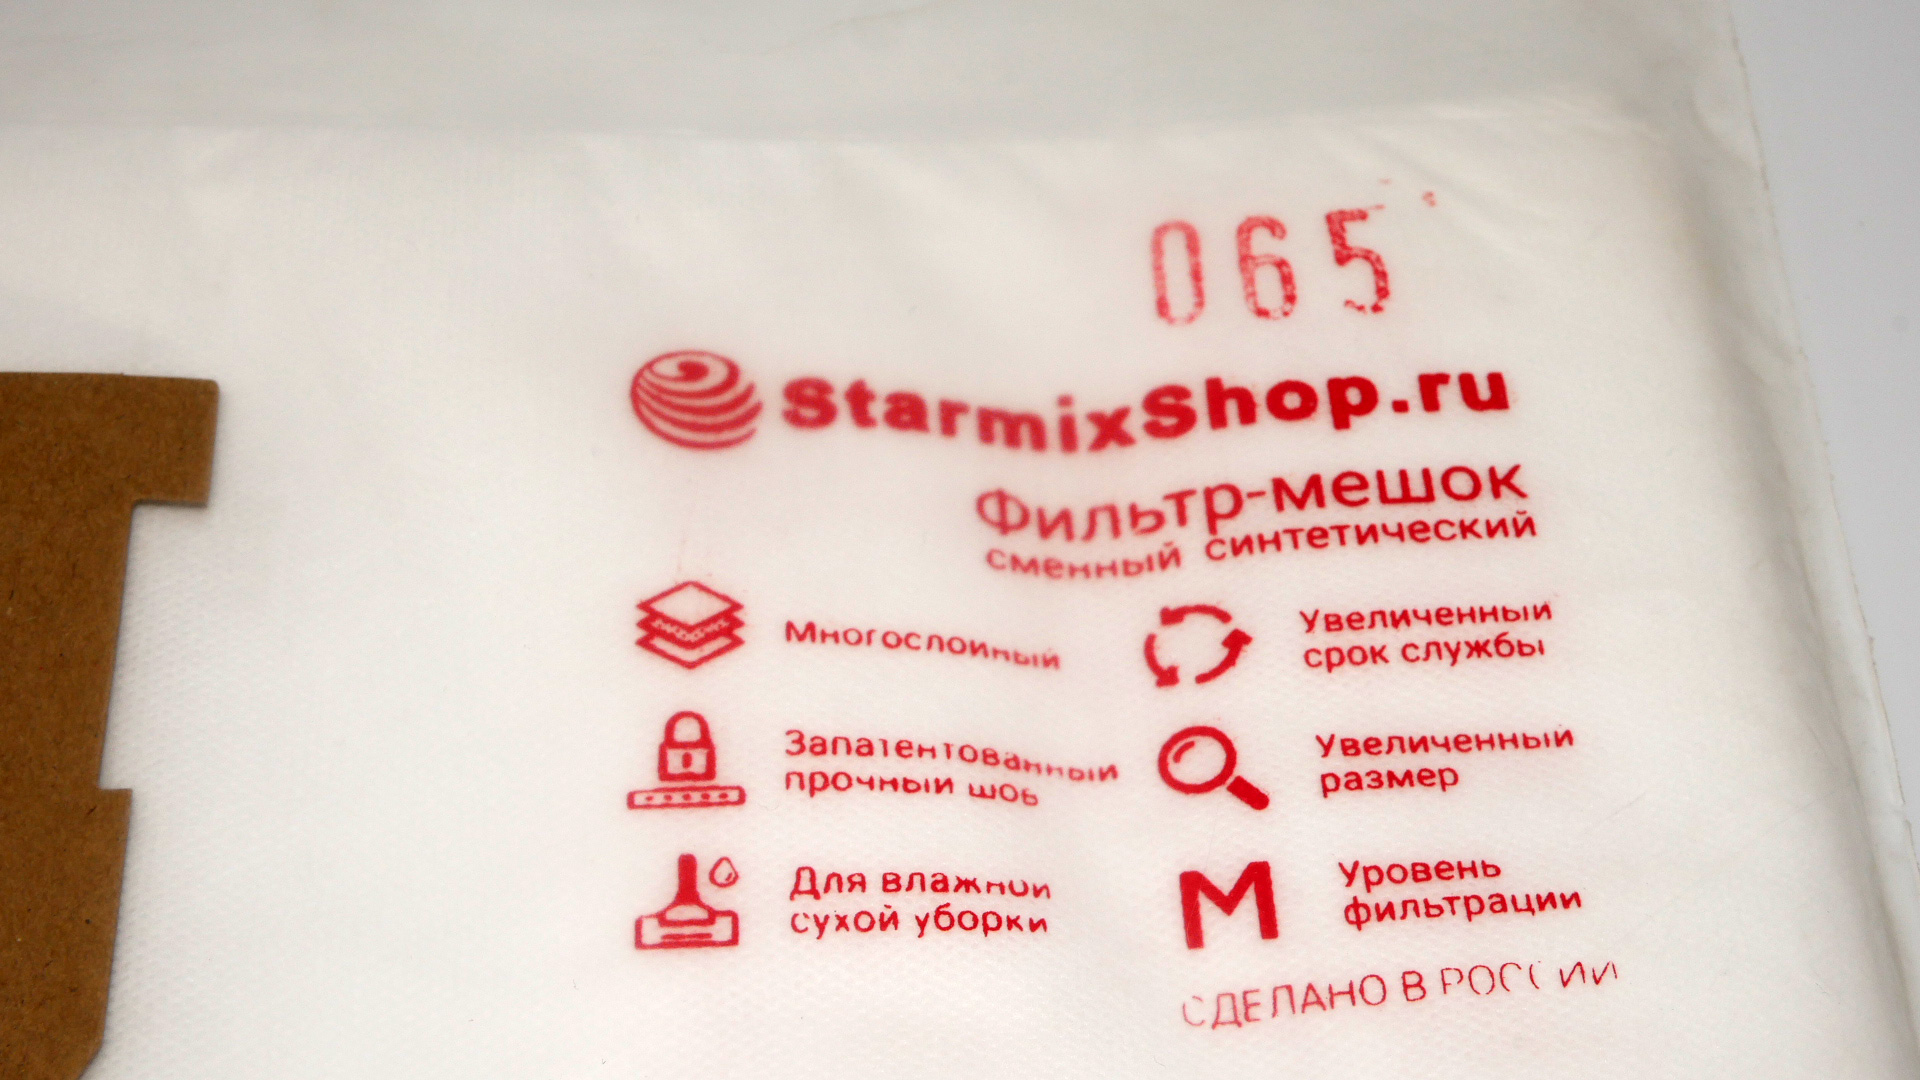 065
StarmixShop.ru
Фильтр-мешок
сменный синтетический
Многослойный
Увеличенный
срок службы
Запатентованный
прочный шов
Увеличенный
размер
Для влажной
сухой уборки
М
Уровень
фильтрации
СДЕЛАНО В РОССИИ